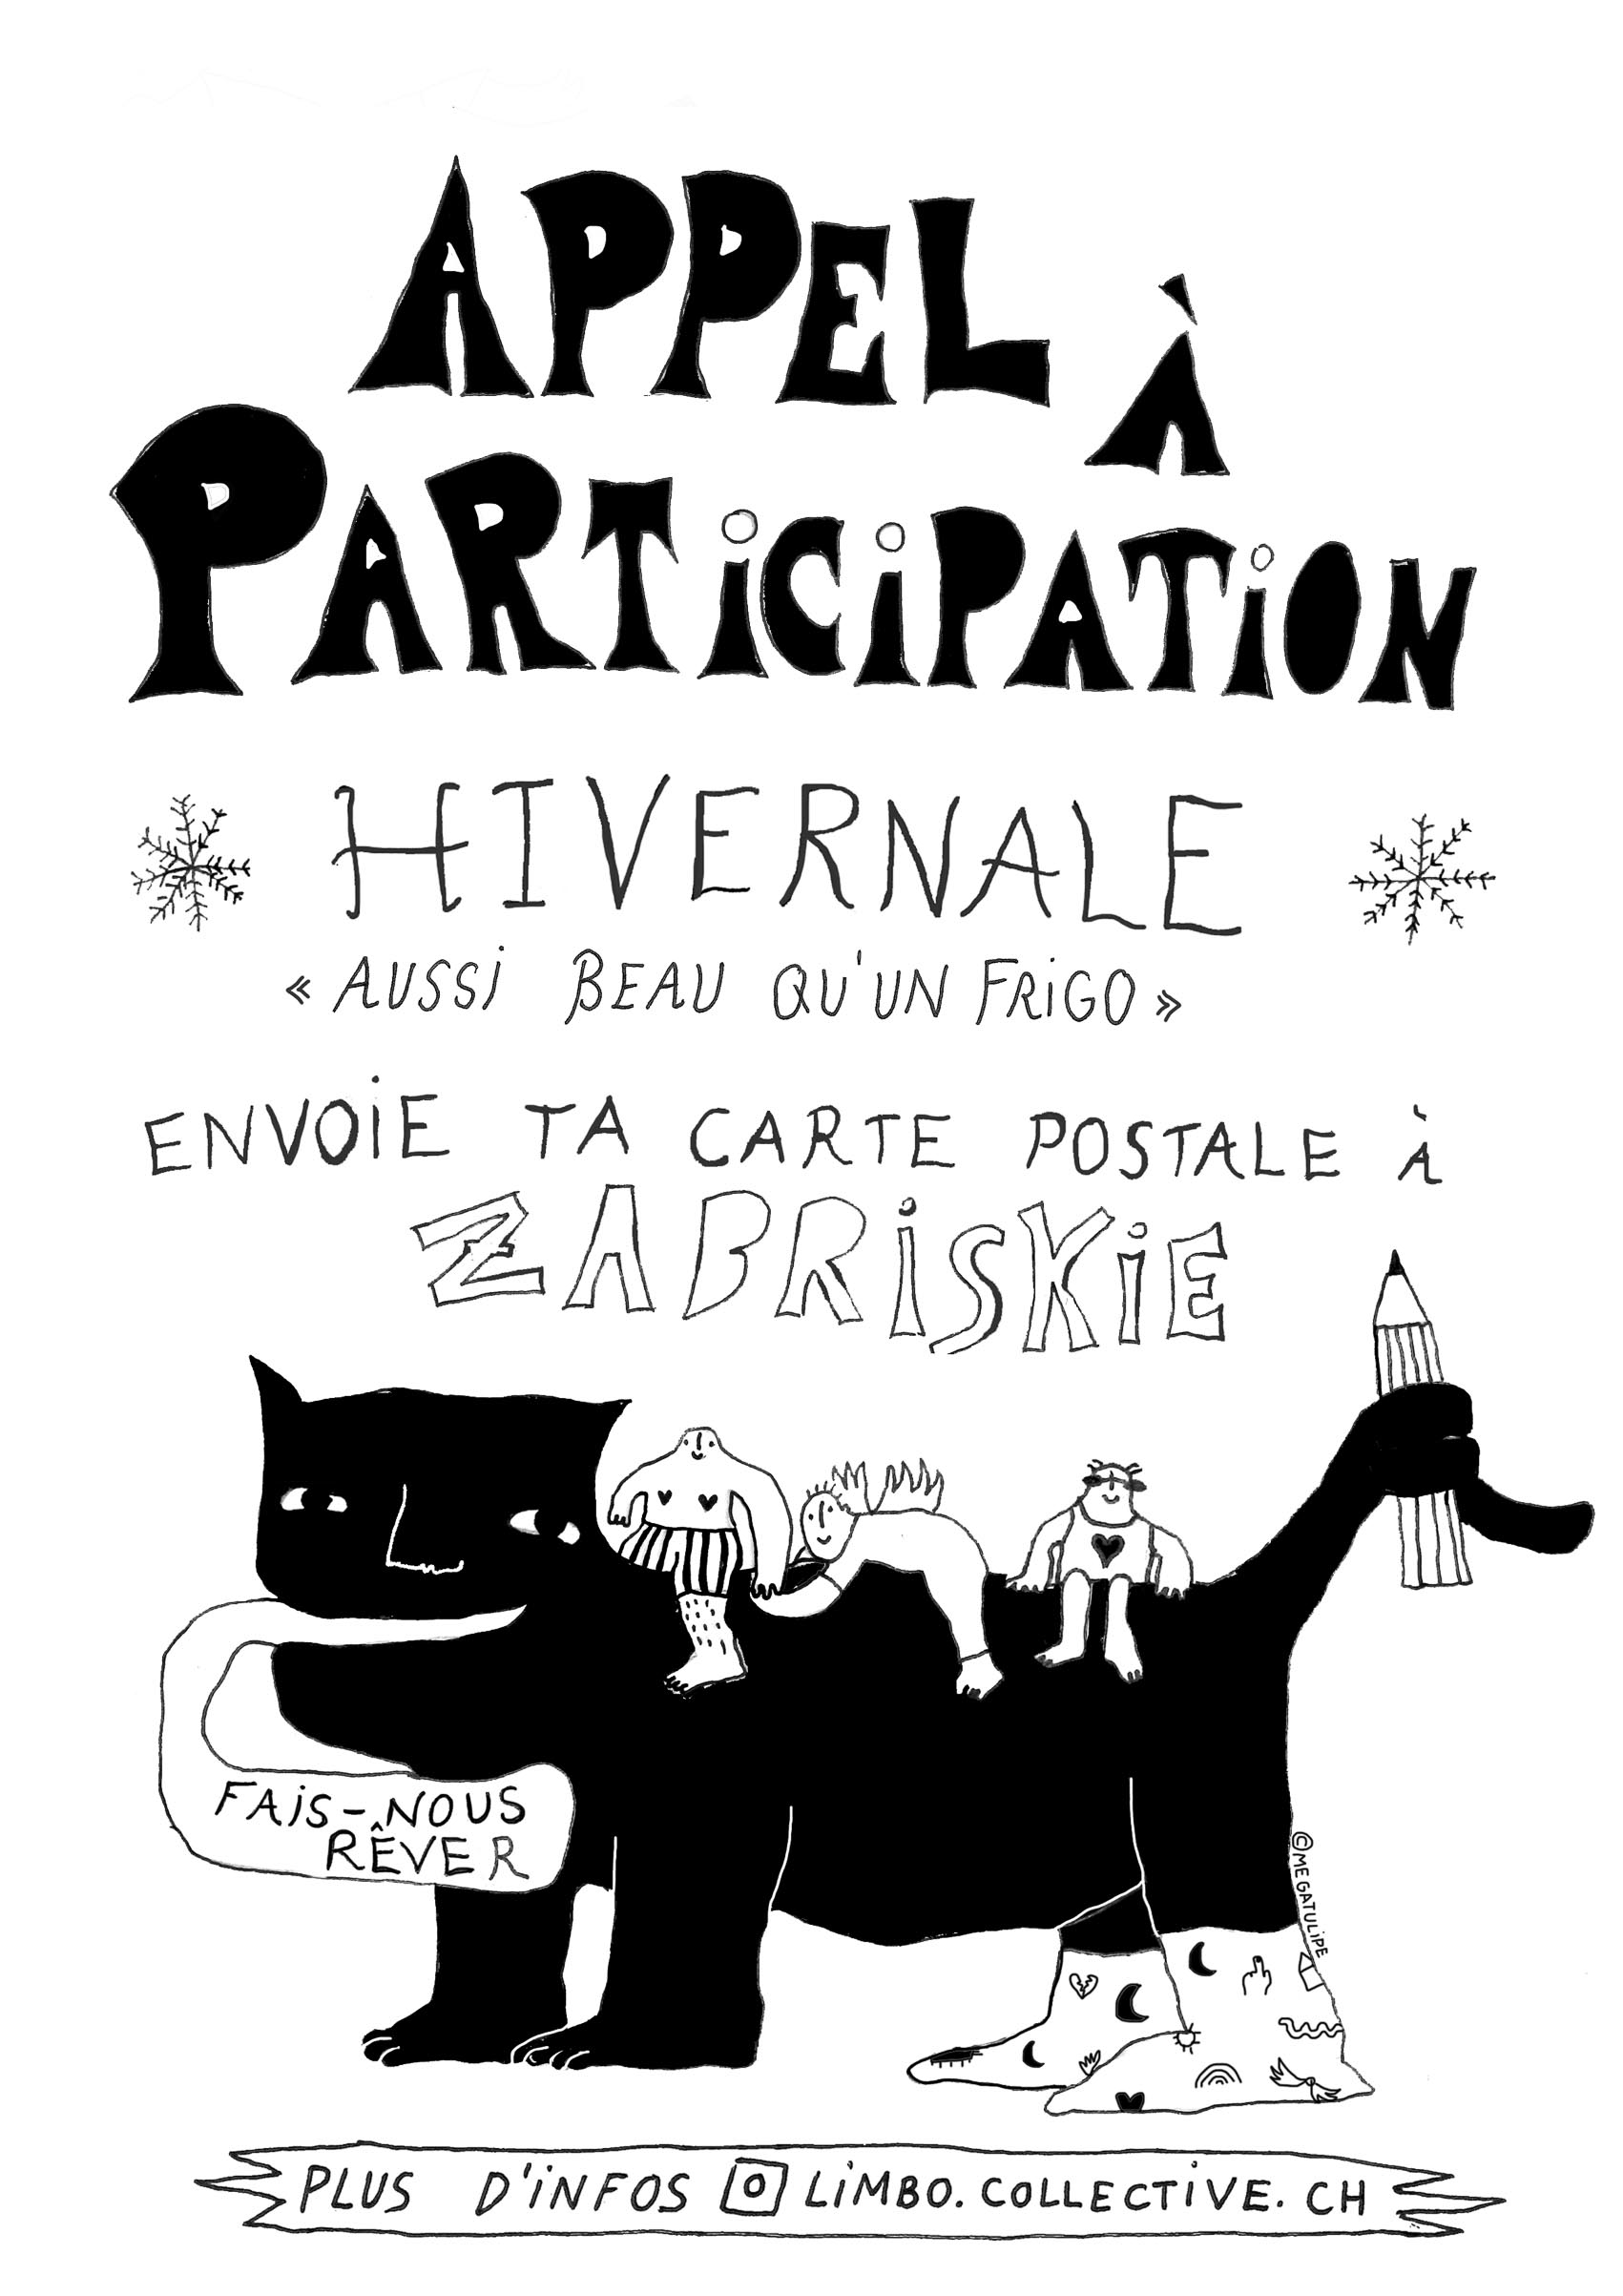 APPEL À
PARTiCiPATiON
HIVERNALE
« AUSSi BEAU QU'UN FRiGO »
ENVOiE TA CARTE POSTALE À
ZABRiSKiE
FAiS-NOUS
RÊVER
©MEGATULiPE
PLUS D'iNFOS LiMBO.COLLECTiVE.CH